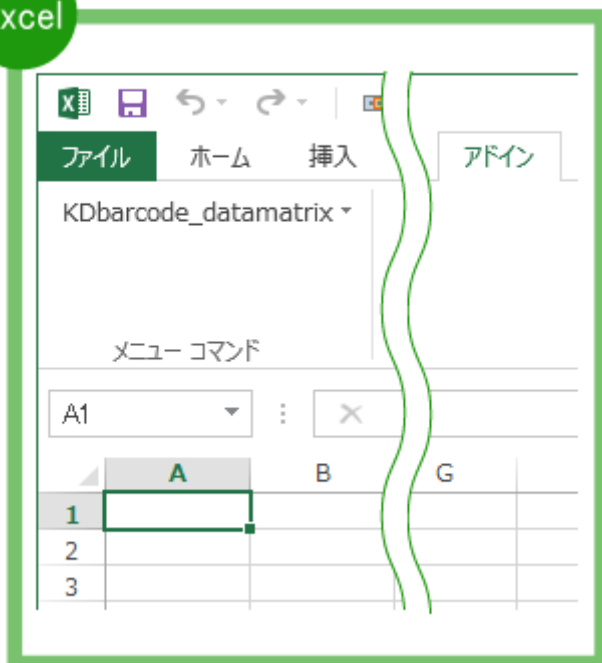 xcel
ファイル ホーム 挿入 アドイン
KDbarcode_datamatrix
メニュー コマンド
A1
A B G
1
2
3